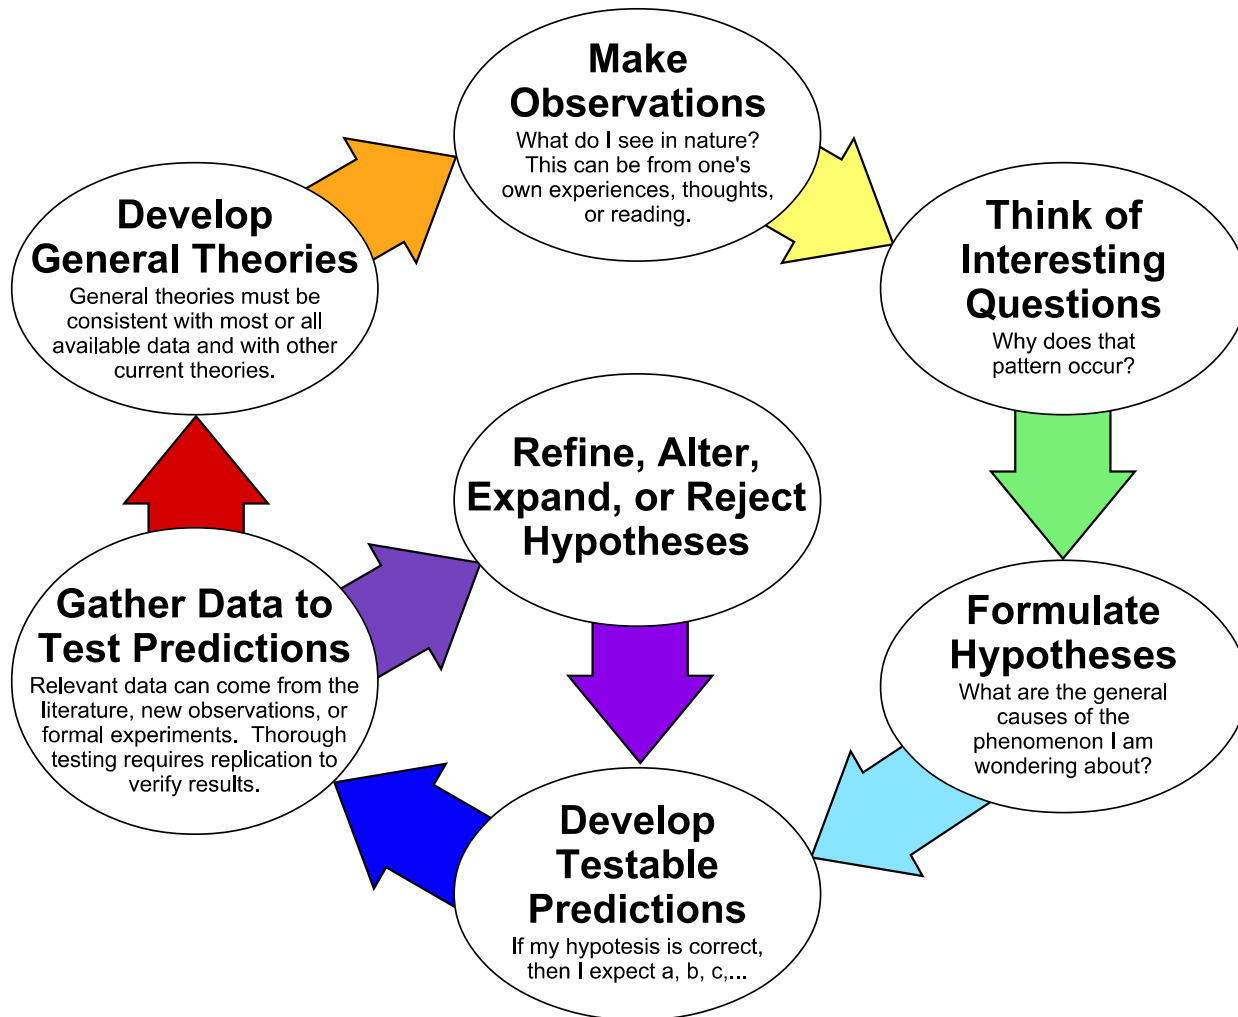 Make
Observations
What do I see in nature?
This can be from one's
own experiences, thoughts,
or reading.
Think of
Interesting
Questions
Why does that
pattern occur?
Formulate
Hypotheses
What are the general
causes of the
phenomenon I am
wondering about?
Develop
Testable
Predictions
If my hypotesis is correct,
then I expect a, b, c,...
Gather Data to
Test Predictions
Relevant data can come from the
literature, new observations, or
formal experiments.  Thorough
testing requires replication to
verify results.
Refine, Alter,
Expand, or Reject
Hypotheses
Develop
General Theories
General theories must be
consistent with most or all
available data and with other
current theories.